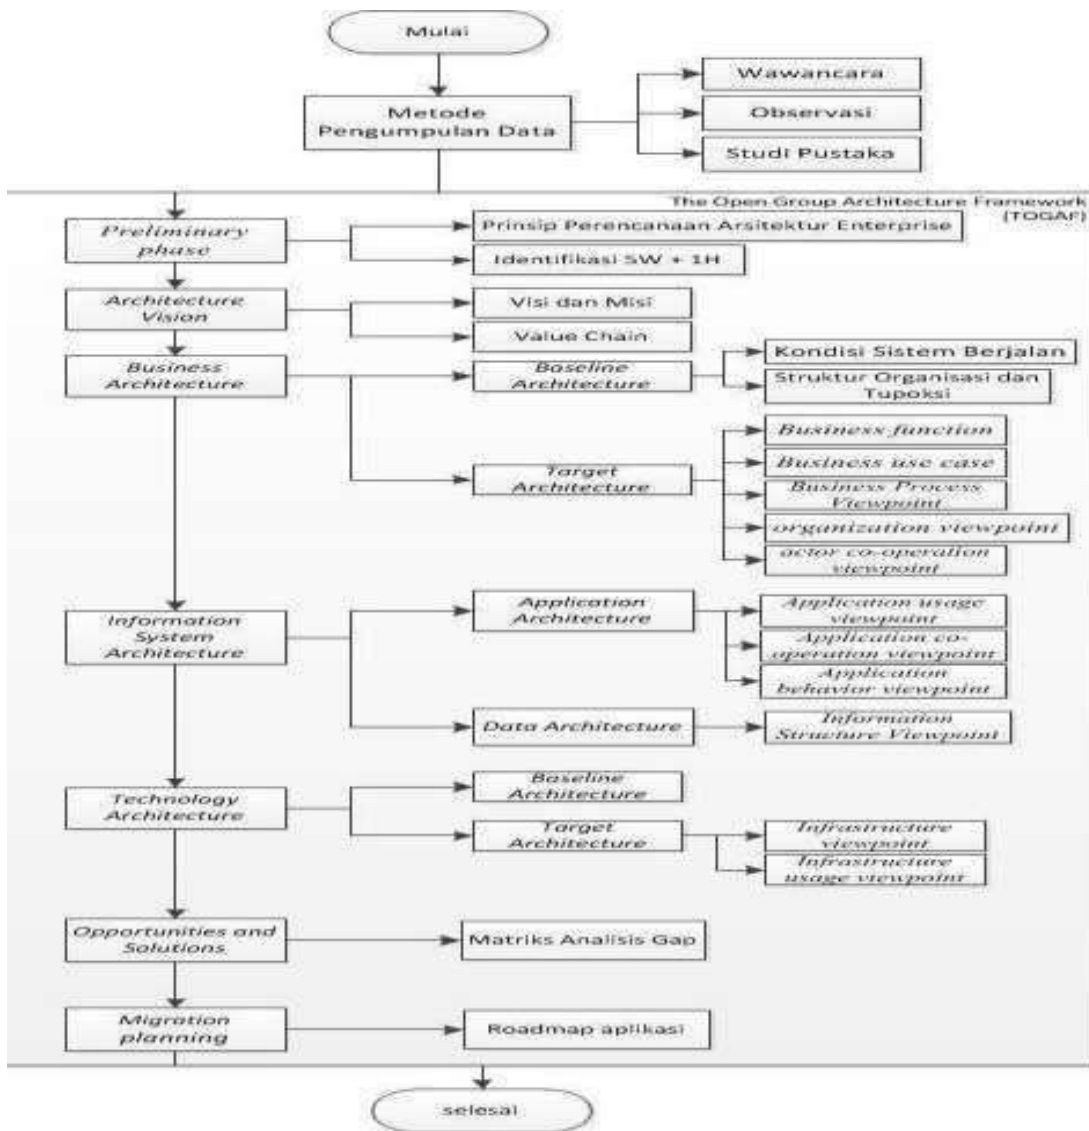 Mulai
Metode
Pengumpulan Data
Wawancara
Observasi
Studi Pustaka
The Open Group Architecture Framework
(TOGAF)
Preliminary
phase
Prinsip Perencanaan Arsitektur Enterprise
Identifikasi 5W + 1H
Architecture
Vision
Visi dan Misi
Value Chain
Business
Architecture
Baseline
Architecture
Kondisi Sistem Berjalan
Struktur Organisasi dan
Tupoksi
Target
Architecture
Business function
Business use case
Business Process
Viewpoint
organization viewpoint
actor co-operation
viewpoint
Information
System
Architecture
Application
Architecture
Application usage
viewpoint
Application co-
operation viewpoint
Application
behavior viewpoint
Data Architecture
Information
Structure Viewpoint
Technology
Architecture
Baseline
Architecture
Target
Architecture
Infrastructure
viewpoint
Infrastructure
usage viewpoint
Opportunities and
Solutions
Matriks Analisis Gap
Migration
planning
Roadmap aplikasi
selesai